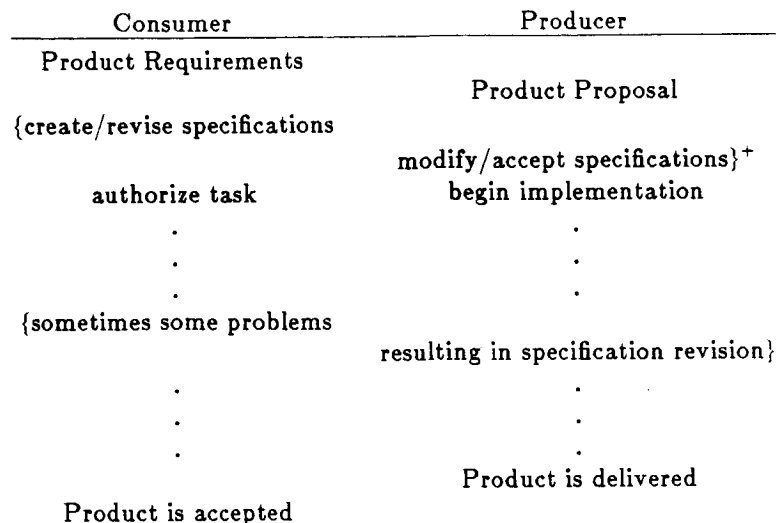 Consumer Producer
Product Requirements
Product Proposal
{create/revise specifications
modify/accept specifications}+
authorize task begin implementation
. .
. .
. .
{sometimes some problems
resulting in specification revision}
. .
. .
. .
Product is delivered
Product is accepted